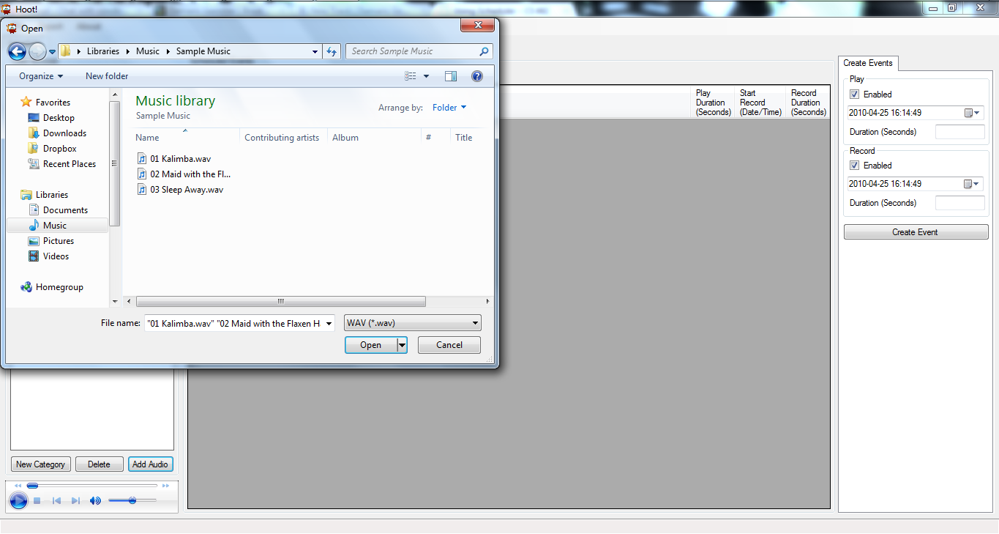 Hoot!
Open
Libraries Music Sample Music
Search Sample Music
Organize New folder
Favorites
Desktop
Downloads
Dropbox
Recent Places
Libraries
Documents
Music
Pictures
Videos
Homegroup
Music library
Sample Music
Arrange by: Folder
Name Contributing artists Album # Title
01 Kalimba.wav
02 Maid with the Fl...
03 Sleep Away.wav
File name: "01 Kalimba.wav" "02 Maid with the Flaxen H
WAV (*.wav)
Open Cancel
New Category Delete Add Audio
Play
Duration
(Seconds)
Start
Record
(Date/Time)
Record
Duration
(Seconds)
Create Events
Play
Enabled
2010-04-25 16:14:49
Duration (Seconds)
Record
Enabled
2010-04-25 16:14:49
Duration (Seconds)
Create Event